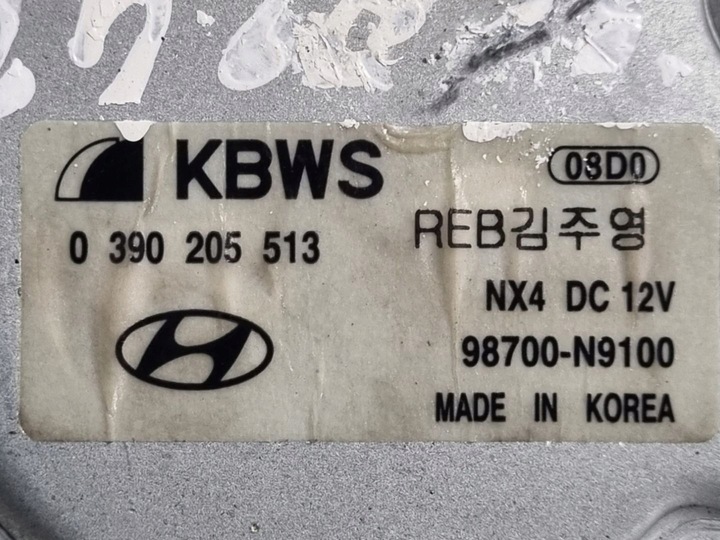 KBWS
03D0
0 390 205 513
REB김주영
NX4 DC 12V
98700-N9100
MADE IN KOREA